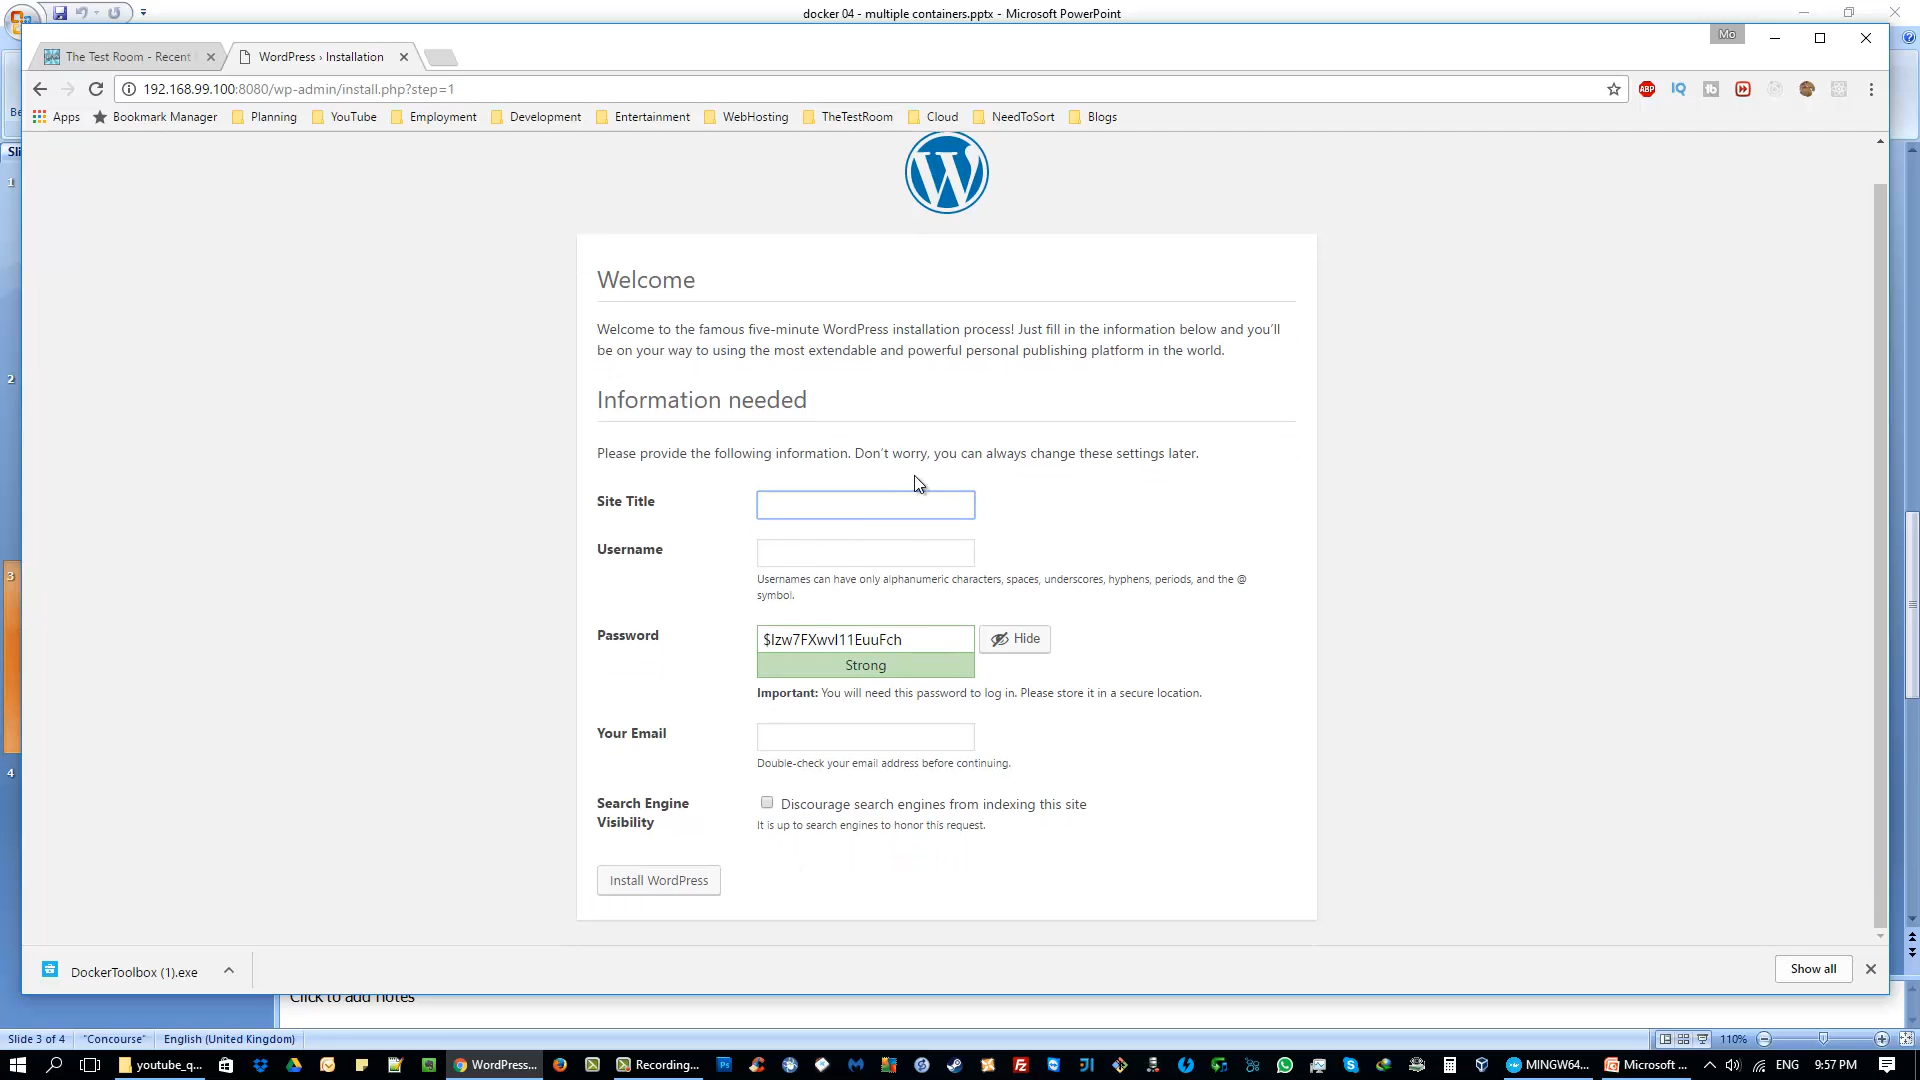 docker 04 - multiple containers.pptx - Microsoft PowerPoint
Mo
The Test Room - Recent
WordPress › Installation
192.168.99.100:8080/wp-admin/install.php?step=1
ABP
Apps
Bookmark Manager
Planning
YouTube
Employment
Development
Entertainment
WebHosting
TheTestRoom
Cloud
NeedToSort
Blogs
Sli
1
2
3
4
Welcome
Welcome to the famous five-minute WordPress installation process! Just fill in the information below and you’ll
be on your way to using the most extendable and powerful personal publishing platform in the world.
Information needed
Please provide the following information. Don’t worry, you can always change these settings later.
Site Title
Username
Usernames can have only alphanumeric characters, spaces, underscores, hyphens, periods, and the @
symbol.
Password
$Izw7FXwvI11EuuFch
Hide
Strong
Important: You will need this password to log in. Please store it in a secure location.
Your Email
Double-check your email address before continuing.
Search Engine
Visibility
Discourage search engines from indexing this site
It is up to search engines to honor this request.
Install WordPress
DockerToolbox (1).exe
Show all
Click to add notes
Slide 3 of 4
"Concourse"
English (United Kingdom)
110%
youtube_q...
WordPress...
Recording...
MINGW64...
Microsoft ...
ENG
9:57 PM